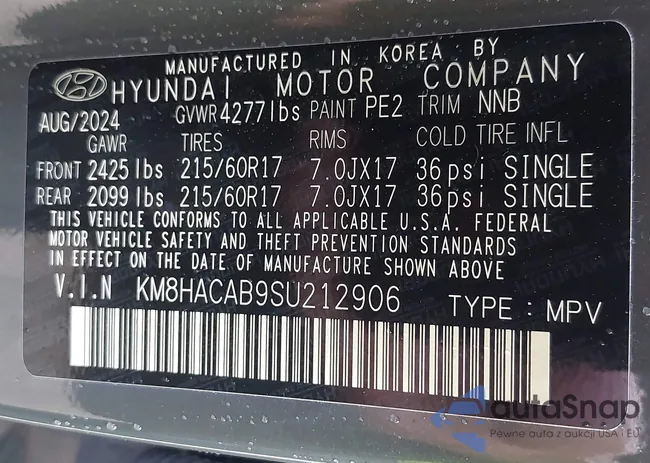 MANUFACTURED IN KOREA BY
HYUNDAI MOTOR COMPANY
AUG/2024 GVWR 4277lbs PAINT PE2 TRIM NNB
GAWR TIRES RIMS COLD TIRE INFL
FRONT 2425lbs 215/60R17 7.0JX17 36psi SINGLE
REAR 2099lbs 215/60R17 7.0JX17 36psi SINGLE
THIS VEHICLE CONFORMS TO ALL APPLICABLE U.S.A. FEDERAL
MOTOR VEHICLE SAFETY AND THEFT PREVENTION STANDARDS
IN EFFECT ON THE DATE OF MANUFACTURE SHOWN ABOVE
V.I.N KM8HACAB9SU212906 TYPE : MPV
autaSnap
Pewne auta z aukcji USA i EU